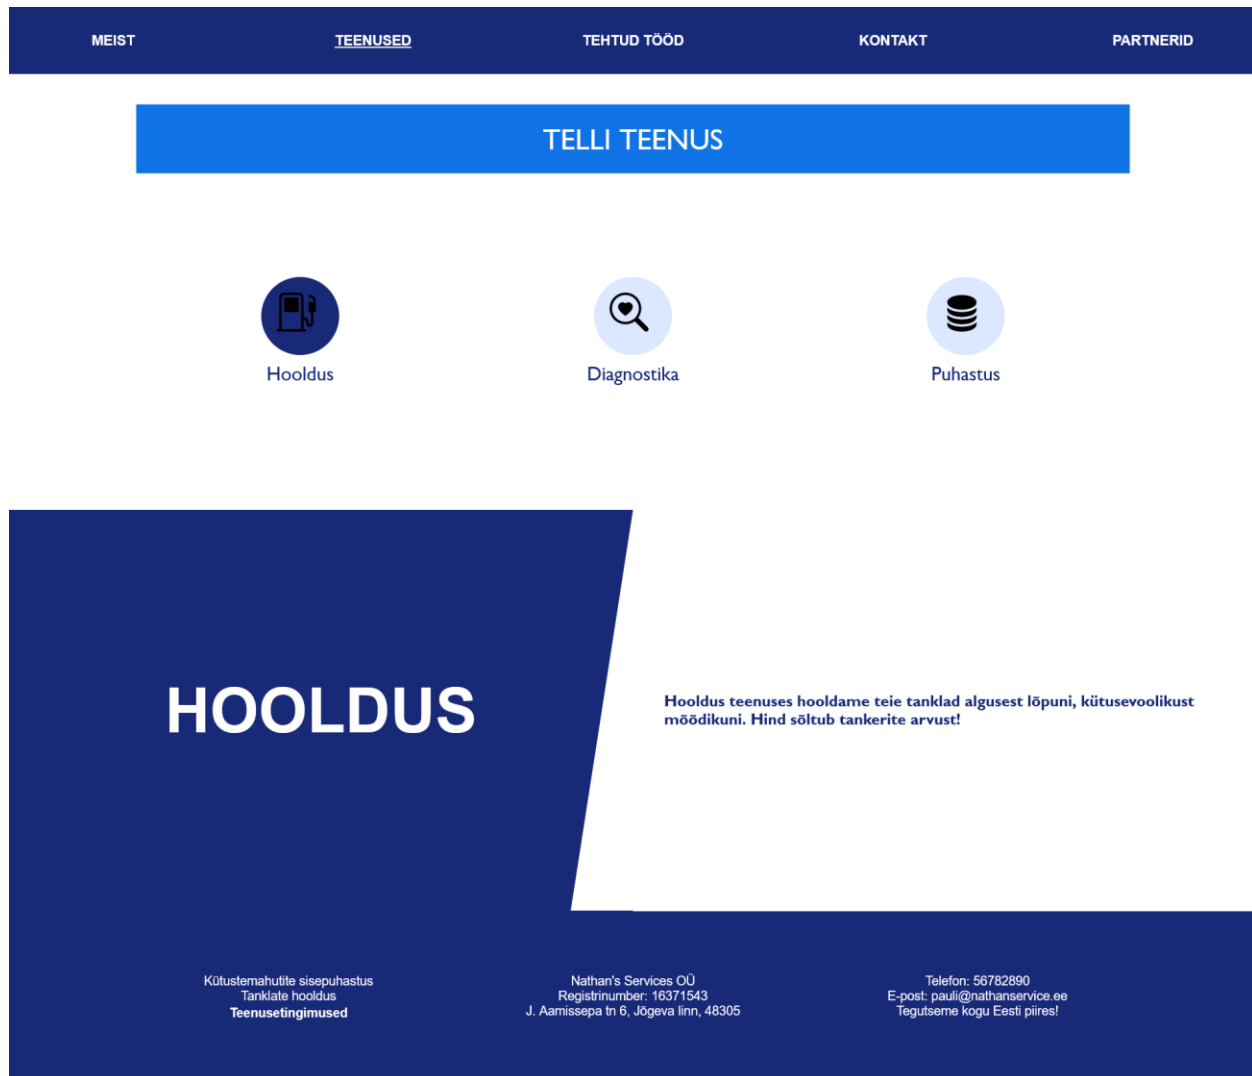 MEIST TEENUSED TEHTUD TÖÖD KONTAKT PARTNERID
TELLI TEENUS
Hooldus Diagnostika Puhastus
HOOLDUS
Hooldus teenuses hooldame teie tanklad algusest lõpuni, kütusevoolikust
mõõdikuni. Hind sõltub tankerite arvust!
Kütustemahutite sisepuhastus
Tanklate hooldus
Teenusetingimused
Nathan's Services OÜ
Registrinumber: 16371543
J. Aamissepa tn 6, Jõgeva linn, 48305
Telefon: 56782890
E-post: pauli@nathanservice.ee
Tegutseme kogu Eesti piires!